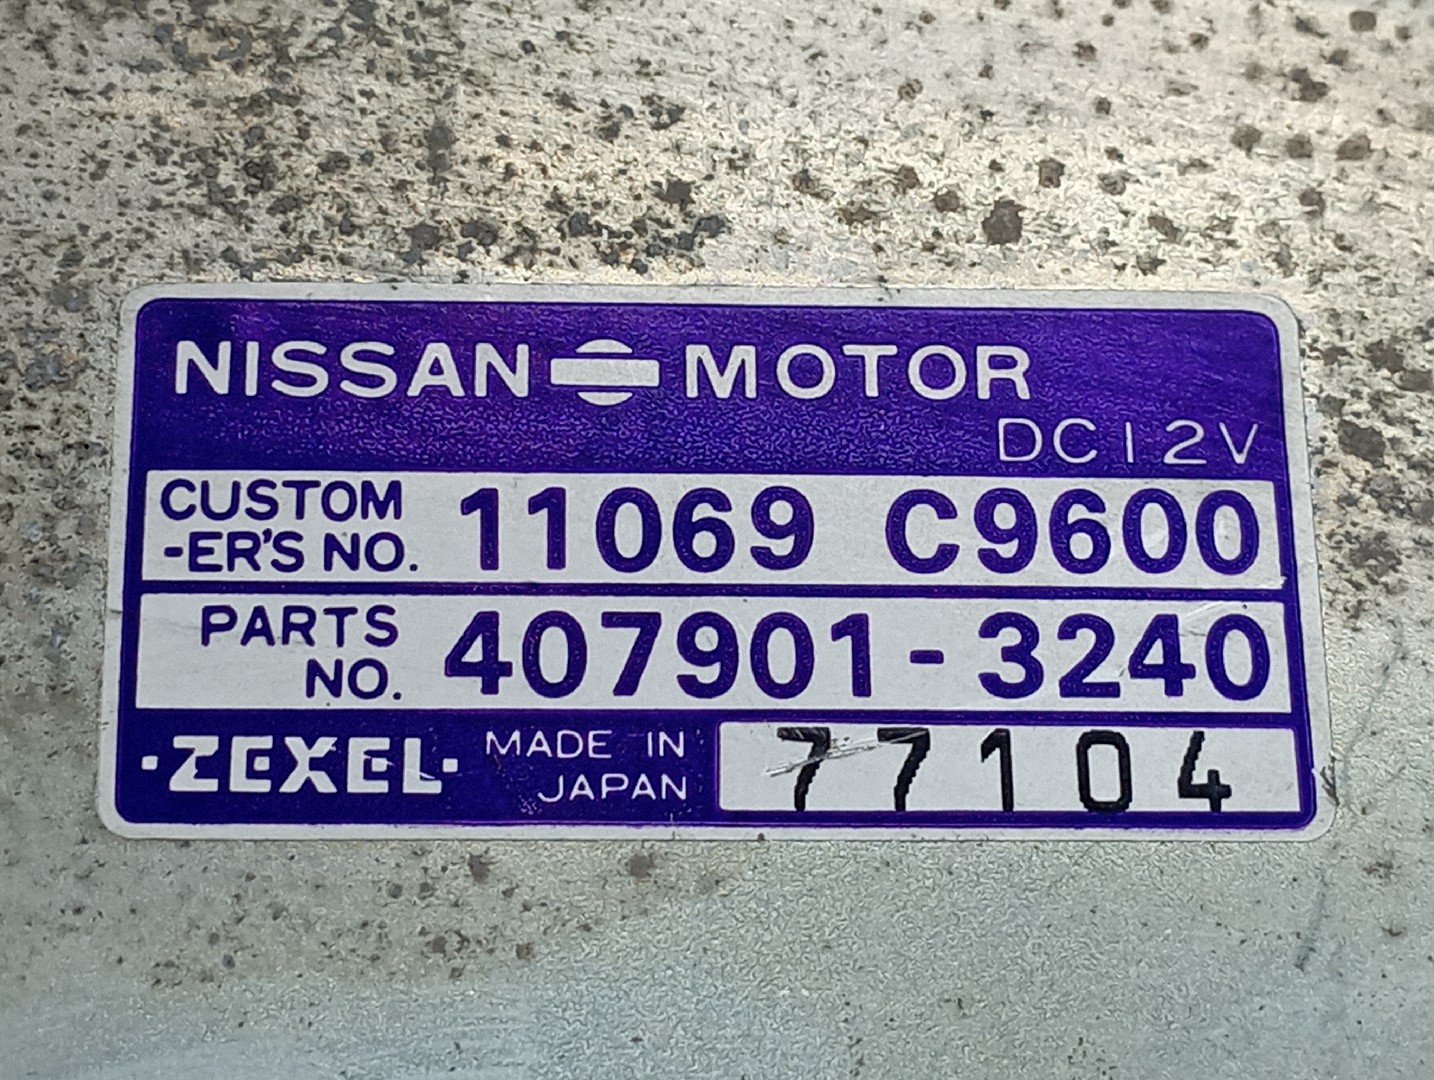 NISSAN MOTOR
DC12V
CUSTOM
-ER'S NO. 11069 C9600
PARTS
NO. 407901-3240
·ZEXEL· MADE IN
JAPAN 77104